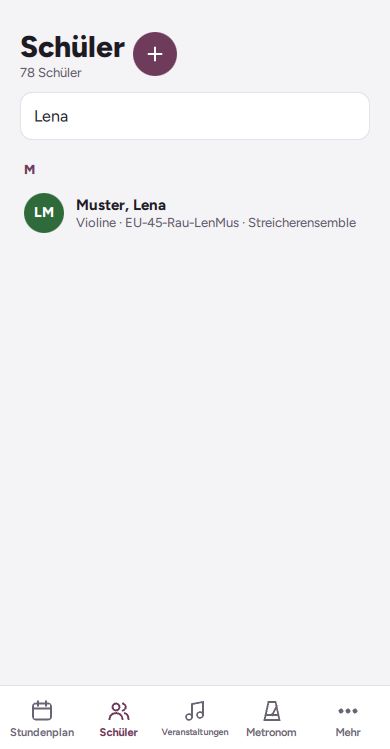 Schüler
78 Schüler
Lena
M
LM
Muster, Lena
Violine · EU-45-Rau-LenMus · Streicherensemble
Stundenplan
Schüler
Veranstaltungen
Metronom
Mehr